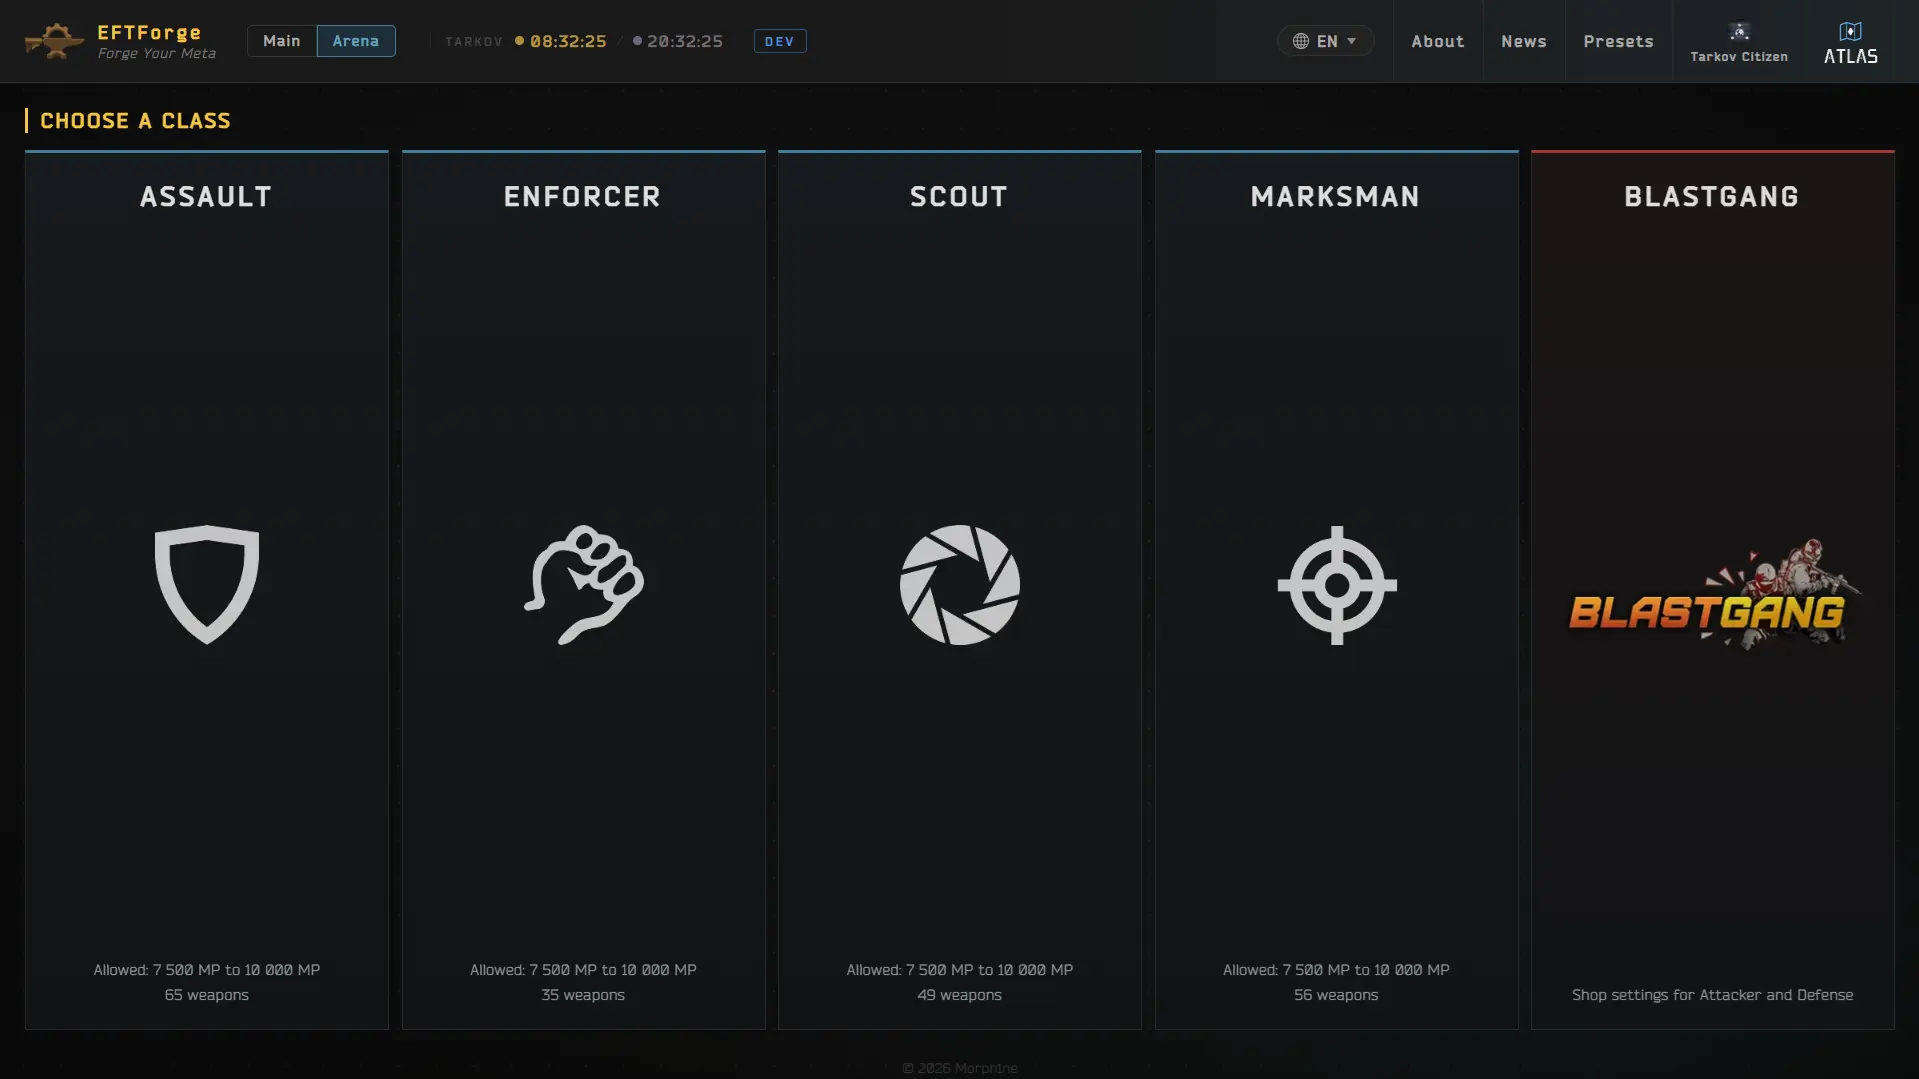 EFTForge
Forge Your Meta
Main
Arena
TARKOV 08:32:25 / 20:32:25
DEV
EN
About
News
Presets
Tarkov Citizen
ATLAS
CHOOSE A CLASS
ASSAULT
Allowed: 7 500 MP to 10 000 MP
65 weapons
ENFORCER
Allowed: 7 500 MP to 10 000 MP
35 weapons
SCOUT
Allowed: 7 500 MP to 10 000 MP
49 weapons
MARKSMAN
Allowed: 7 500 MP to 10 000 MP
56 weapons
BLASTGANG
BLASTGANG
Shop settings for Attacker and Defense
© 2026 Morph1ne